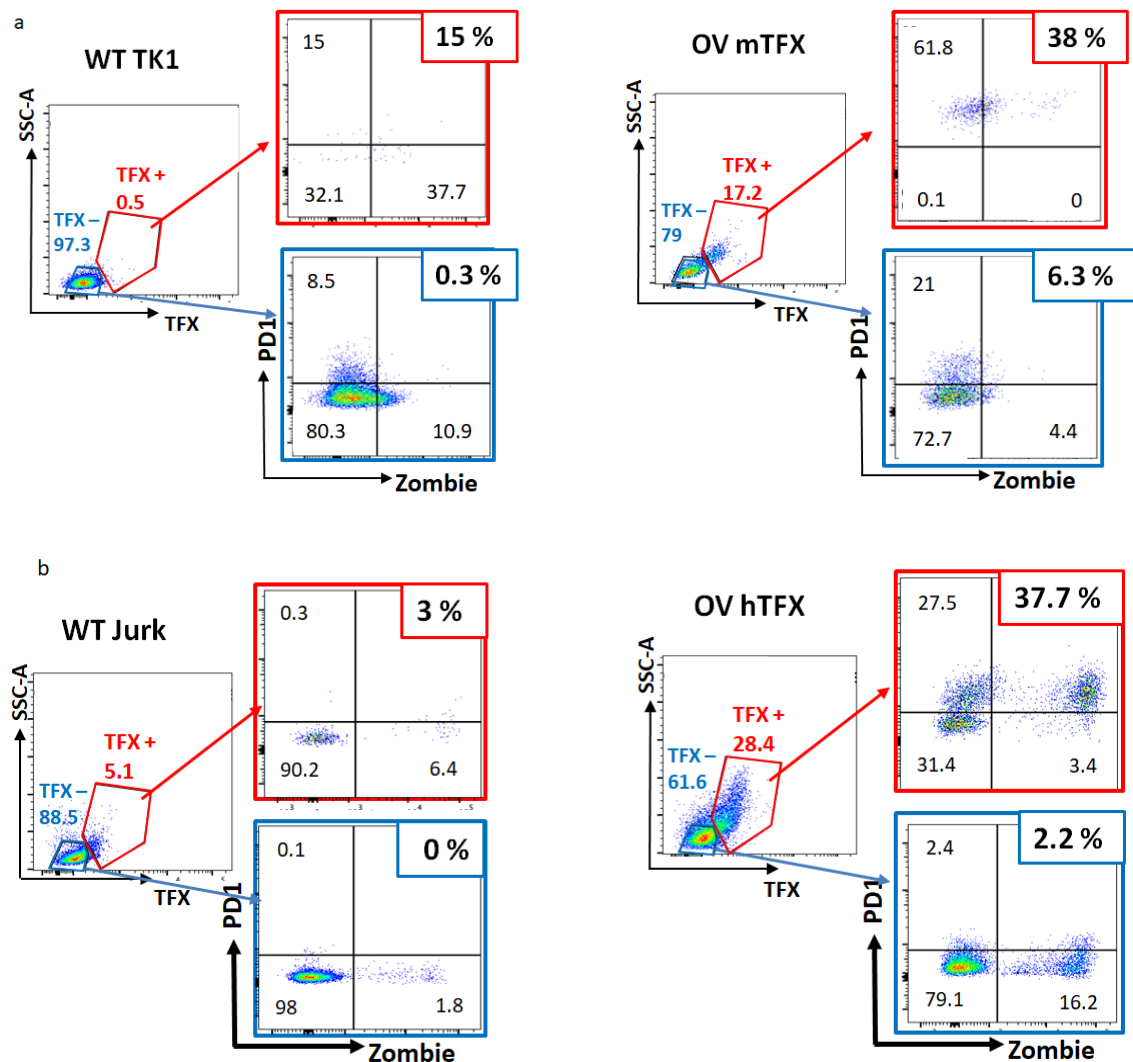 a
WT TK1
SSC-A
TFX –
97.3
TFX +
0.5
TFX
15
15 %
32.1
37.7
8.5
0.3 %
PD1
80.3
10.9
Zombie
OV mTFX
SSC-A
TFX –
79
TFX +
17.2
TFX
61.8
38 %
0.1
0
21
6.3 %
PD1
72.7
4.4
Zombie
b
WT Jurk
SSC-A
TFX –
88.5
TFX +
5.1
TFX
0.3
3 %
90.2
6.4
0.1
0 %
PD1
98
1.8
Zombie
OV hTFX
SSC-A
TFX –
61.6
TFX +
28.4
TFX
27.5
37.7 %
31.4
3.4
2.4
2.2 %
PD1
79.1
16.2
Zombie